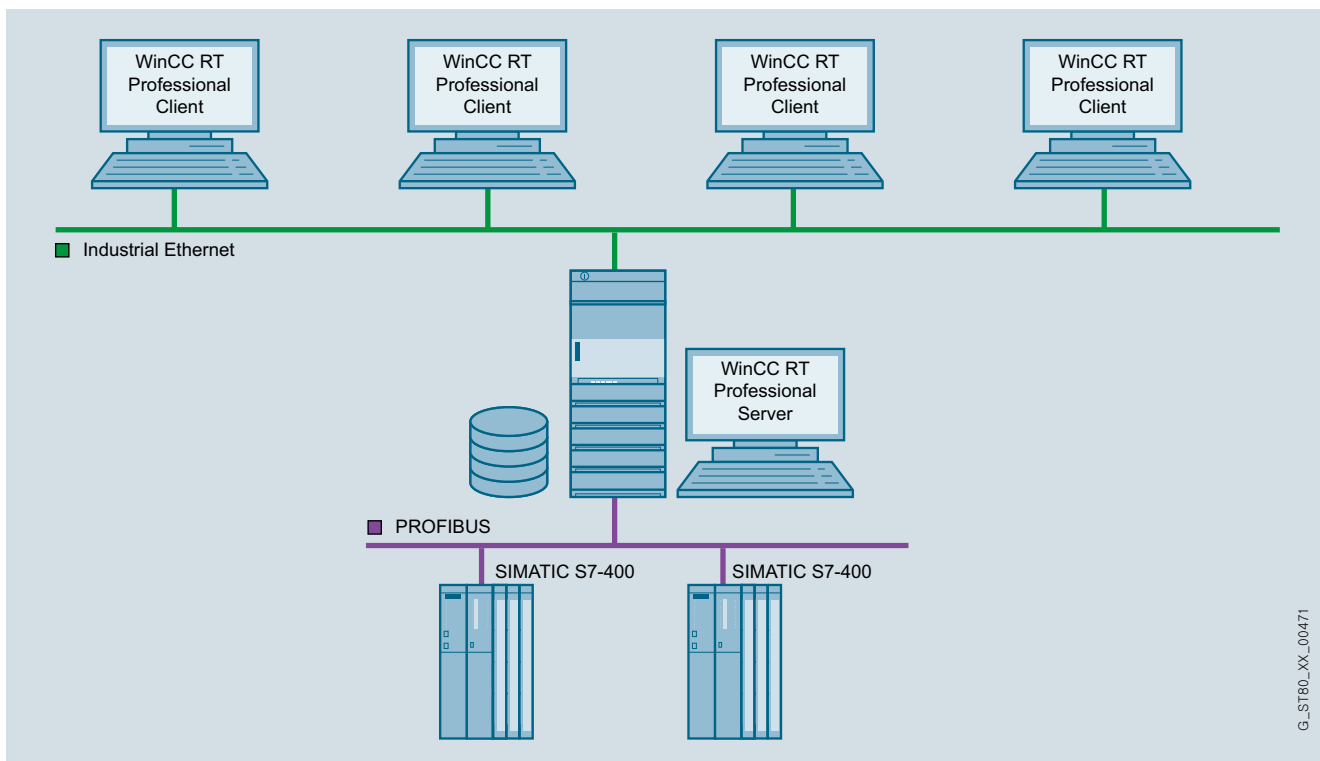 WinCC RT
Professional
Client
WinCC RT
Professional
Client
WinCC RT
Professional
Client
WinCC RT
Professional
Client
Industrial Ethernet
WinCC RT
Professional
Server
PROFIBUS
SIMATIC S7-400
SIMATIC S7-400
G_ST80_XX_00471